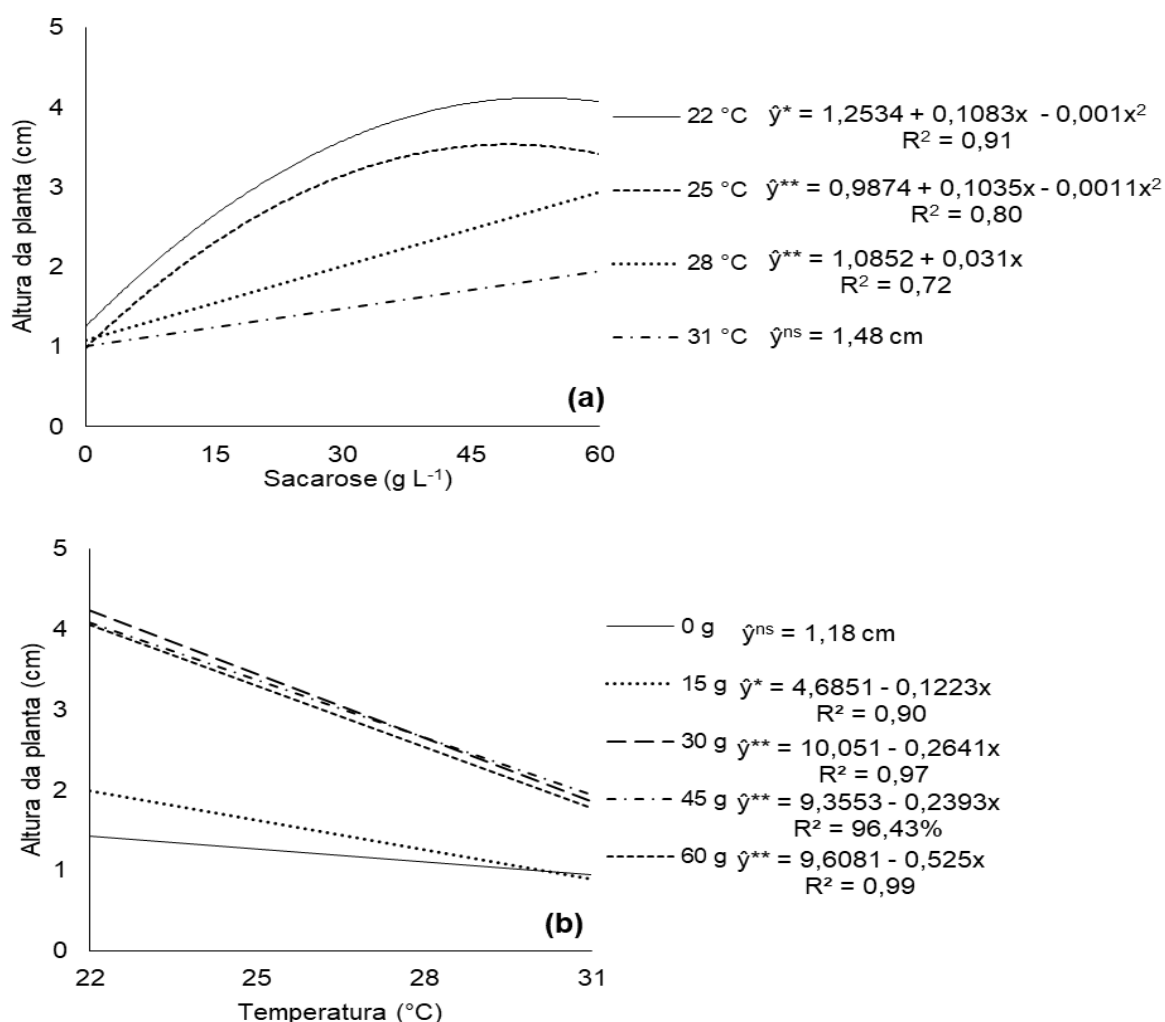 Altura da planta (cm)
5
4
3
2
1
0
22 °C ŷ* = 1,2534 + 0,1083x - 0,001x²
R² = 0,91
25 °C ŷ** = 0,9874 + 0,1035x - 0,0011x²
R² = 0,80
28 °C ŷ** = 1,0852 + 0,031x
R² = 0,72
31 °C ŷⁿˢ = 1,48 cm
(a)
0 15 30 45 60
Sacarose (g L⁻¹)
Altura da planta (cm)
5
4
3
2
1
0
0 g ŷⁿˢ = 1,18 cm
15 g ŷ* = 4,6851 - 0,1223x
R² = 0,90
30 g ŷ** = 10,051 - 0,2641x
R² = 0,97
45 g ŷ** = 9,3553 - 0,2393x
R² = 96,43%
60 g ŷ** = 9,6081 - 0,525x
R² = 0,99
(b)
22 25 28 31
Temperatura (°C)